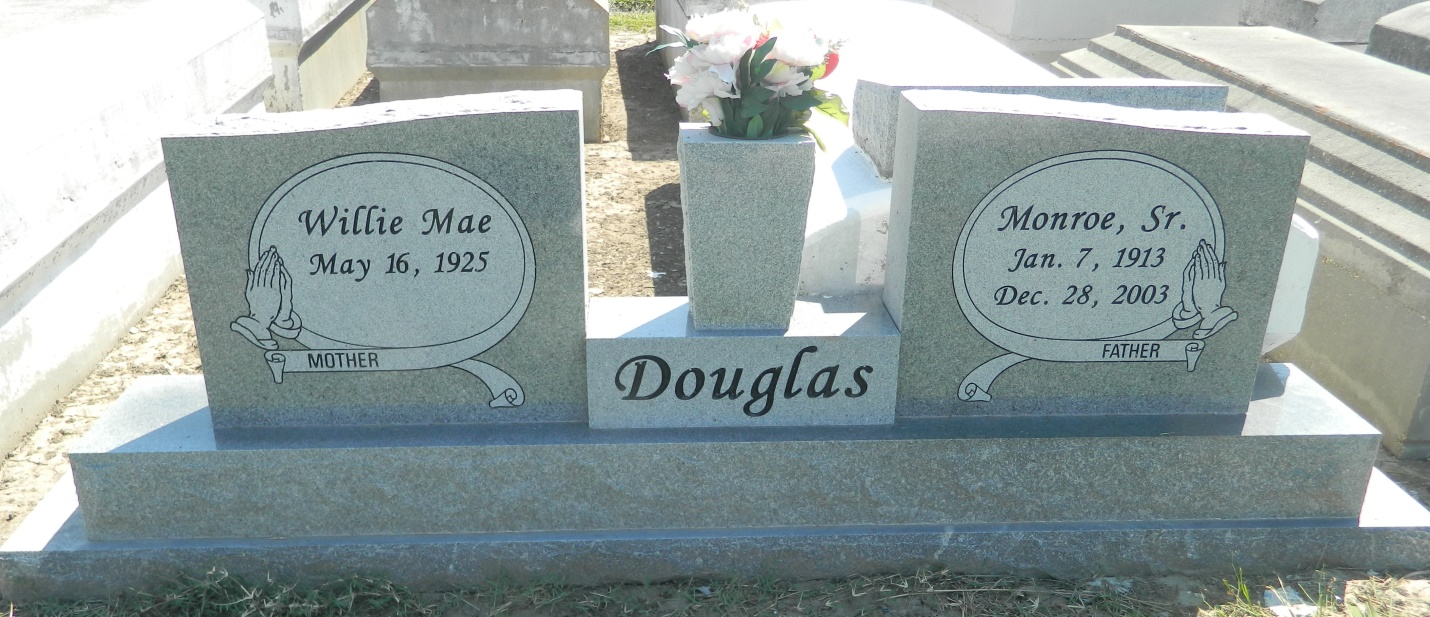 Willie Mae
May 16, 1925
MOTHER
Douglas
Monroe, Sr.
Jan. 7, 1913
Dec. 28, 2003
FATHER